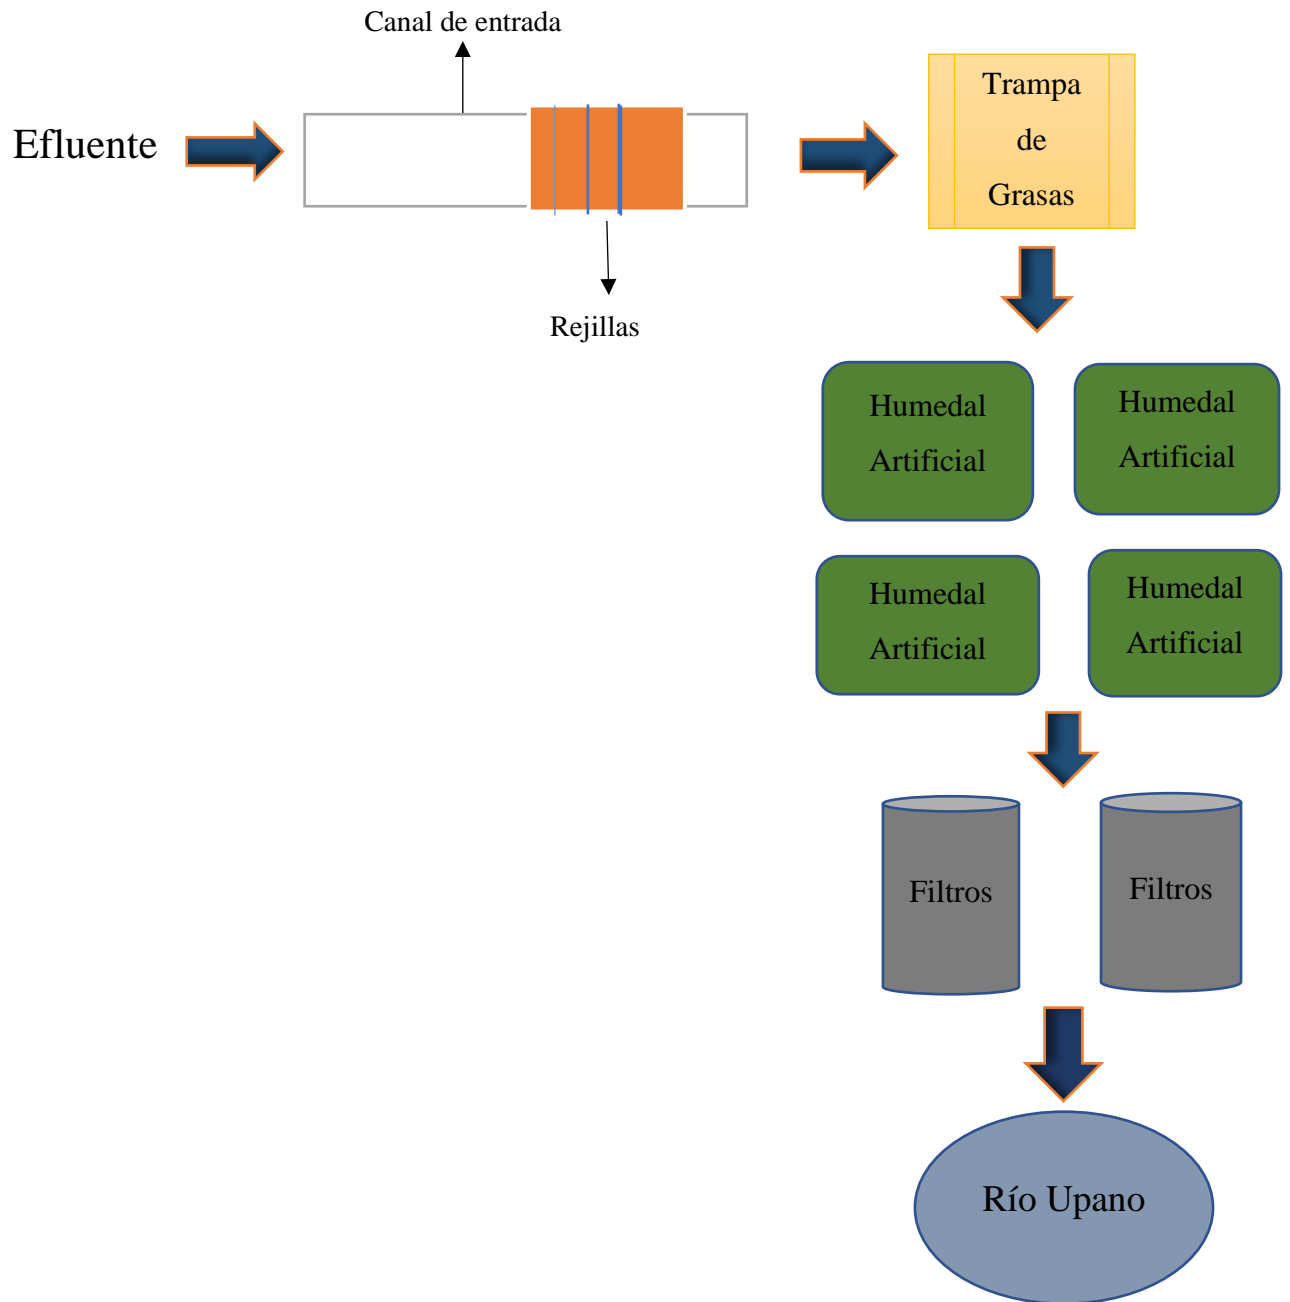 Canal de entrada
Efluente
Trampa
de
Grasas
Rejillas
Humedal
Artificial
Humedal
Artificial
Humedal
Artificial
Humedal
Artificial
Filtros
Filtros
Río Upano